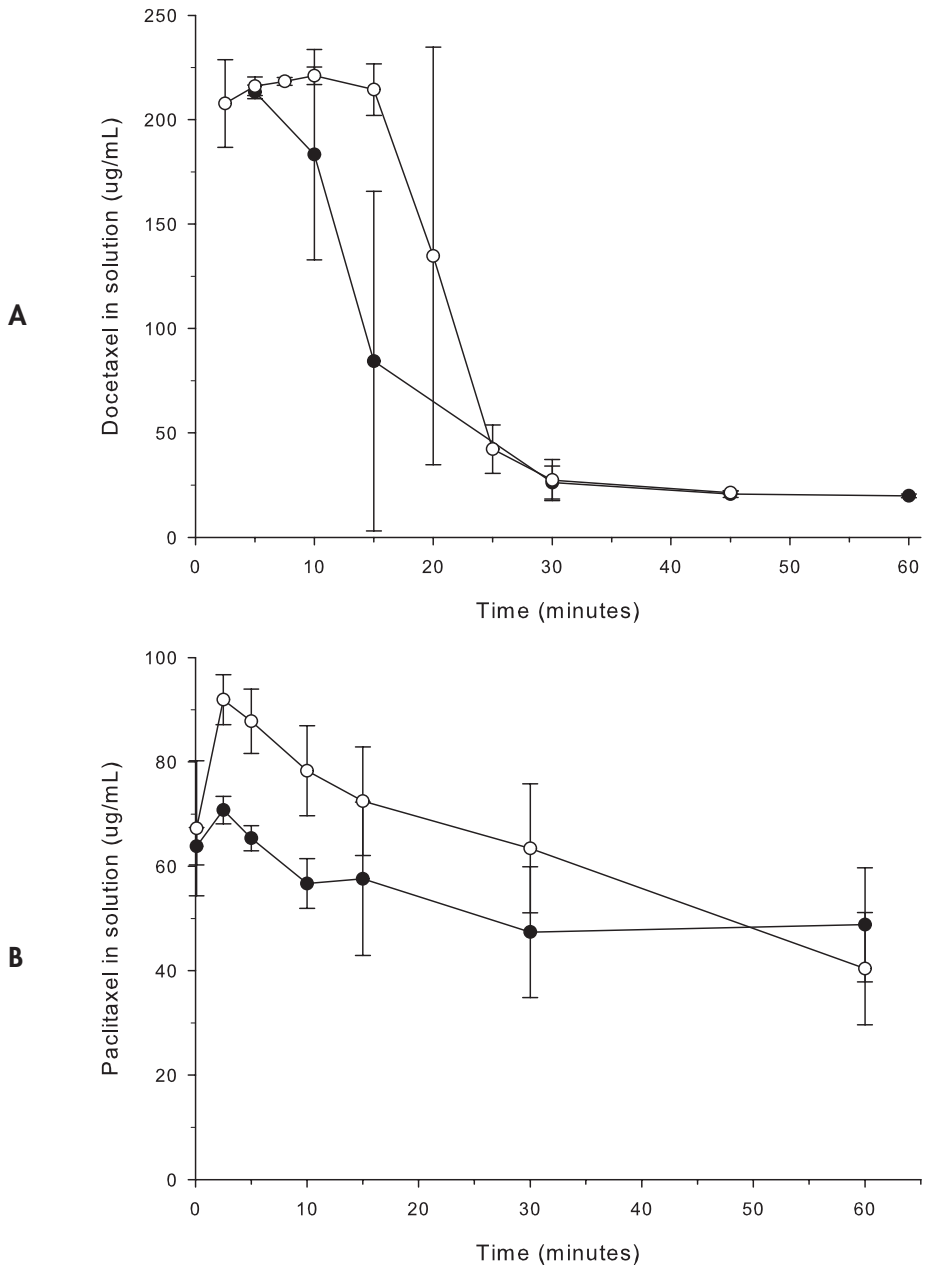 250
200
150
100
50
0
Docetaxel in solution (ug/mL)
A
0 10 20 30 40 50 60
Time (minutes)
100
80
60
40
20
0
Paclitaxel in solution (ug/mL)
B
0 10 20 30 40 50 60
Time (minutes)